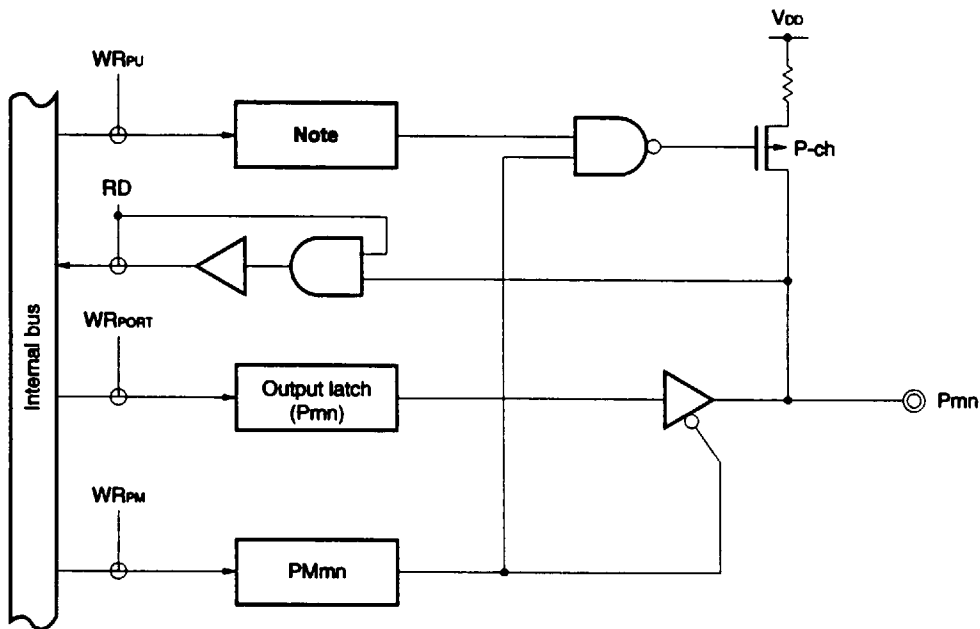 VDD
WRPU
Note
P-ch
RD
WRPORT
Internal bus
Output latch
(Pmn)
Pmn
WRPM
PMmn